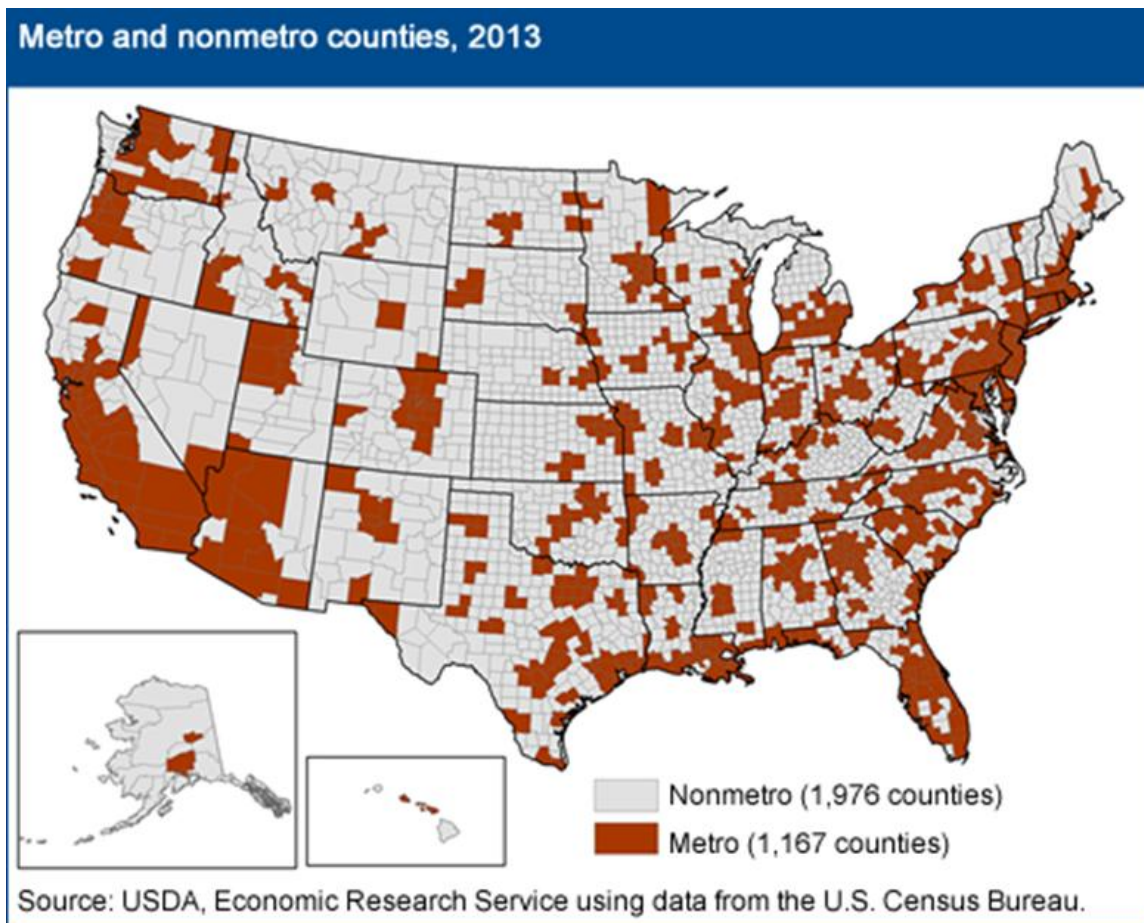 Metro and nonmetro counties, 2013
Nonmetro (1,976 counties)
Metro (1,167 counties)
Source: USDA, Economic Research Service using data from the U.S. Census Bureau.